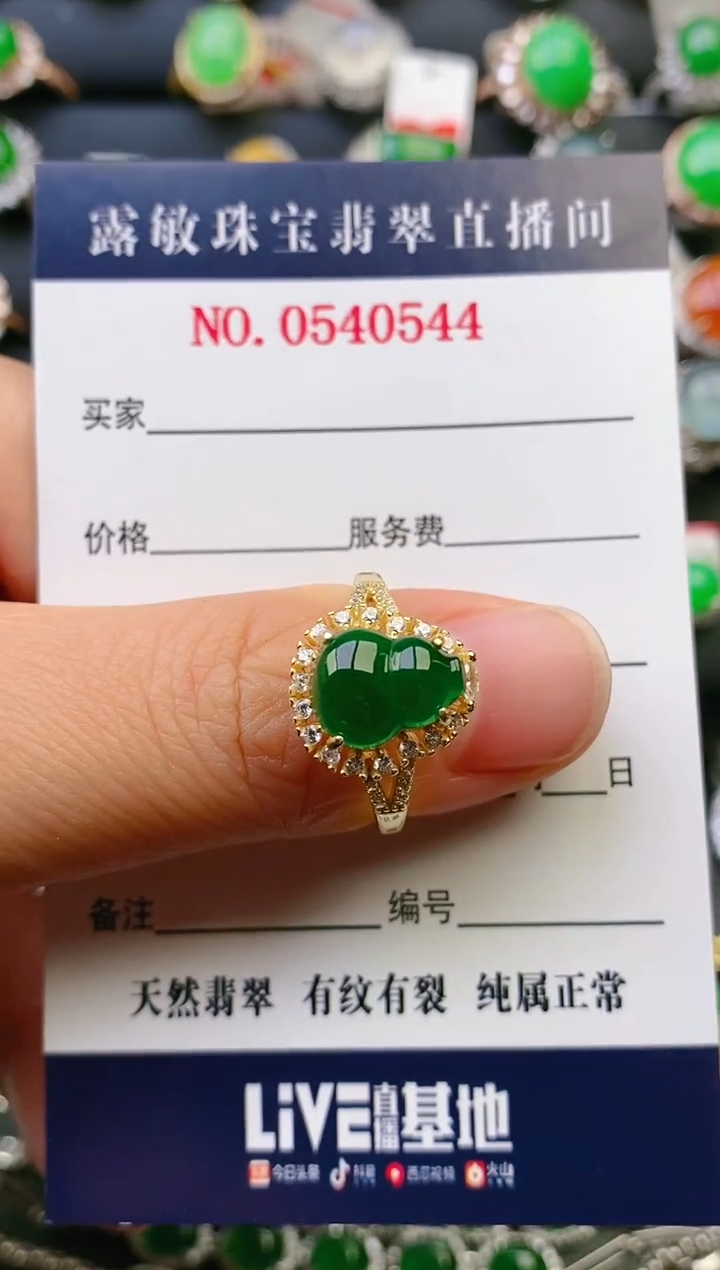 露敏珠宝翡翠直播间
NO. 0540544
买家
价格 服务费
日
备注 编号
天然翡翠 有纹有裂 纯属正常
LiVE直播基地
今日头条 抖音 西瓜视频 火山